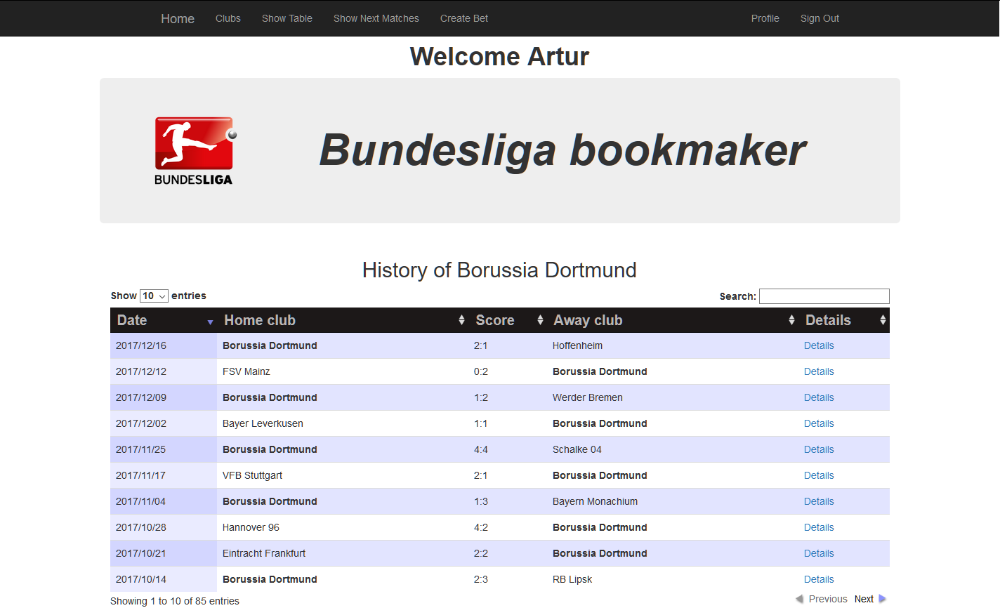 Home Clubs Show Table Show Next Matches Create Bet Profile Sign Out
Welcome Artur
BUNDESLIGA
Bundesliga bookmaker
History of Borussia Dortmund
Show 10 entries Search:
Date Home club Score Away club Details
2017/12/16 Borussia Dortmund 2:1 Hoffenheim Details
2017/12/12 FSV Mainz 0:2 Borussia Dortmund Details
2017/12/09 Borussia Dortmund 1:2 Werder Bremen Details
2017/12/02 Bayer Leverkusen 1:1 Borussia Dortmund Details
2017/11/25 Borussia Dortmund 4:4 Schalke 04 Details
2017/11/17 VFB Stuttgart 2:1 Borussia Dortmund Details
2017/11/04 Borussia Dortmund 1:3 Bayern Monachium Details
2017/10/28 Hannover 96 4:2 Borussia Dortmund Details
2017/10/21 Eintracht Frankfurt 2:2 Borussia Dortmund Details
2017/10/14 Borussia Dortmund 2:3 RB Lipsk Details
Showing 1 to 10 of 85 entries Previous Next